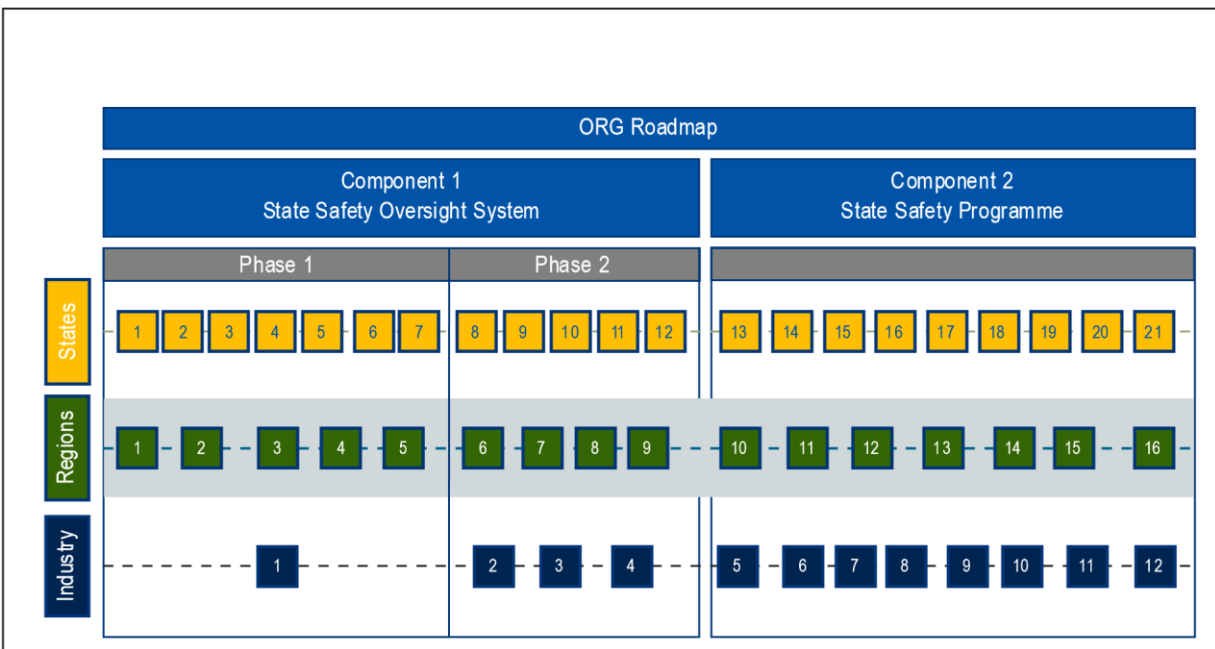 ORG Roadmap
Component 1
State Safety Oversight System
Component 2
State Safety Programme
Phase 1
Phase 2
States
1 2 3 4 5 6 7 8 9 10 11 12 13 14 15 16 17 18 19 20 21
Regions
1 2 3 4 5 6 7 8 9 10 11 12 13 14 15 16
Industry
1 2 3 4 5 6 7 8 9 10 11 12